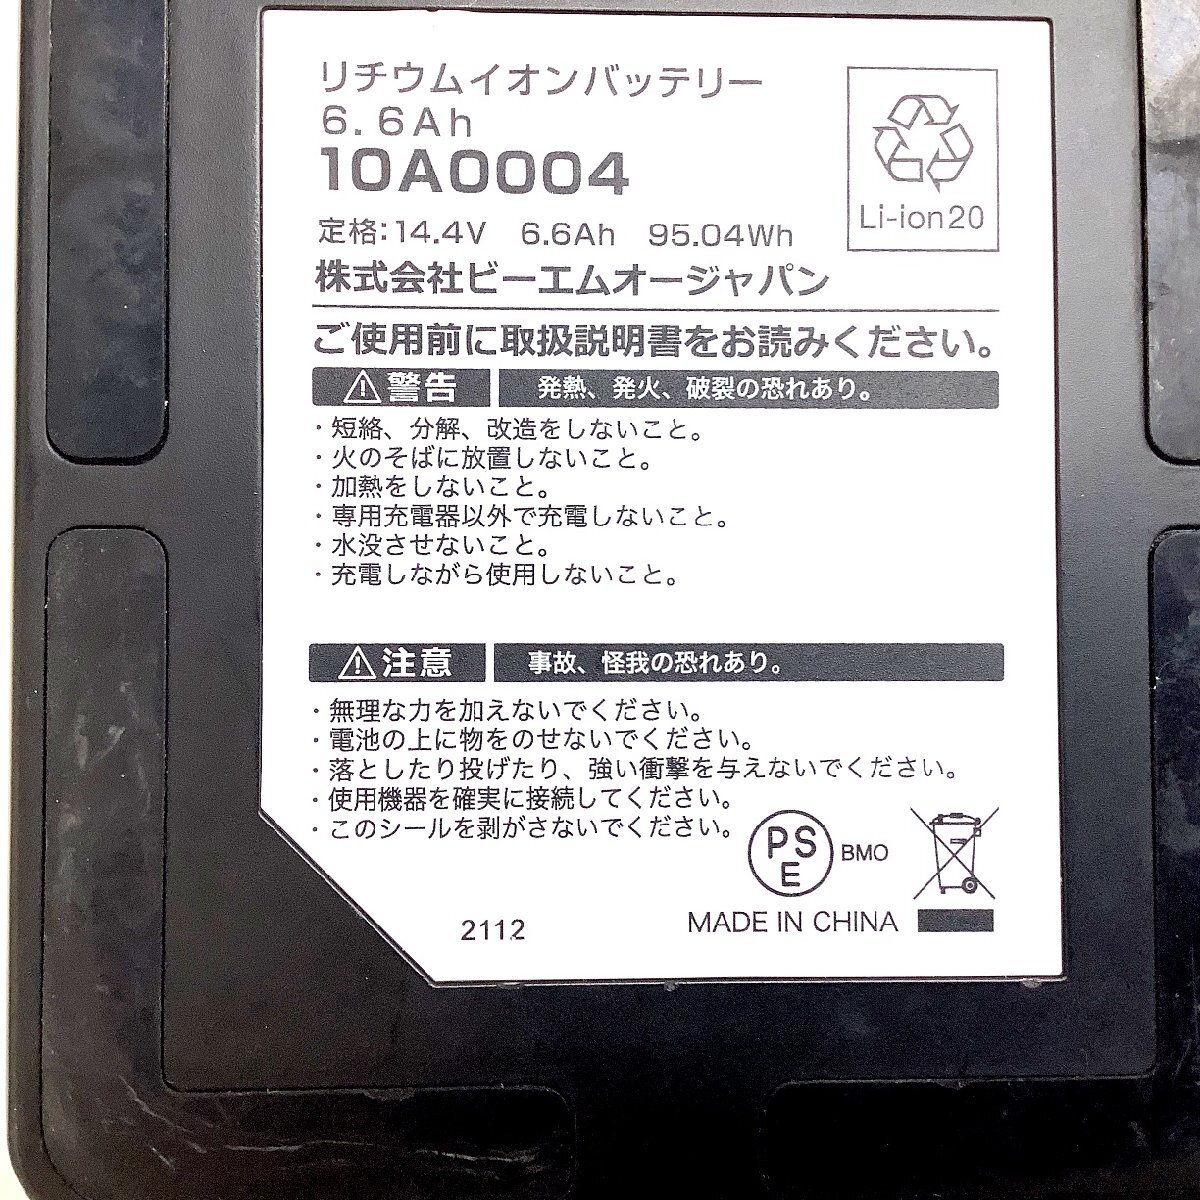 リチウムイオンバッテリー
6.6Ah
10A0004
Li-ion20
定格:14.4V 6.6Ah 95.04Wh
株式会社ビーエムオージャパン
ご使用前に取扱説明書をお読みください。
警告 発熱、発火、破裂の恐れあり。
・短絡、分解、改造をしないこと。
・火のそばに放置しないこと。
・加熱をしないこと。
・専用充電器以外で充電しないこと。
・水没させないこと。
・充電しながら使用しないこと。
注意 事故、怪我の恐れあり。
・無理な力を加えないでください。
・電池の上に物をのせないでください。
・落としたり投げたり、強い衝撃を与えないでください。
・使用機器を確実に接続してください。
・このシールを剥がさないでください。
PS
E
BMO
MADE IN CHINA
2112